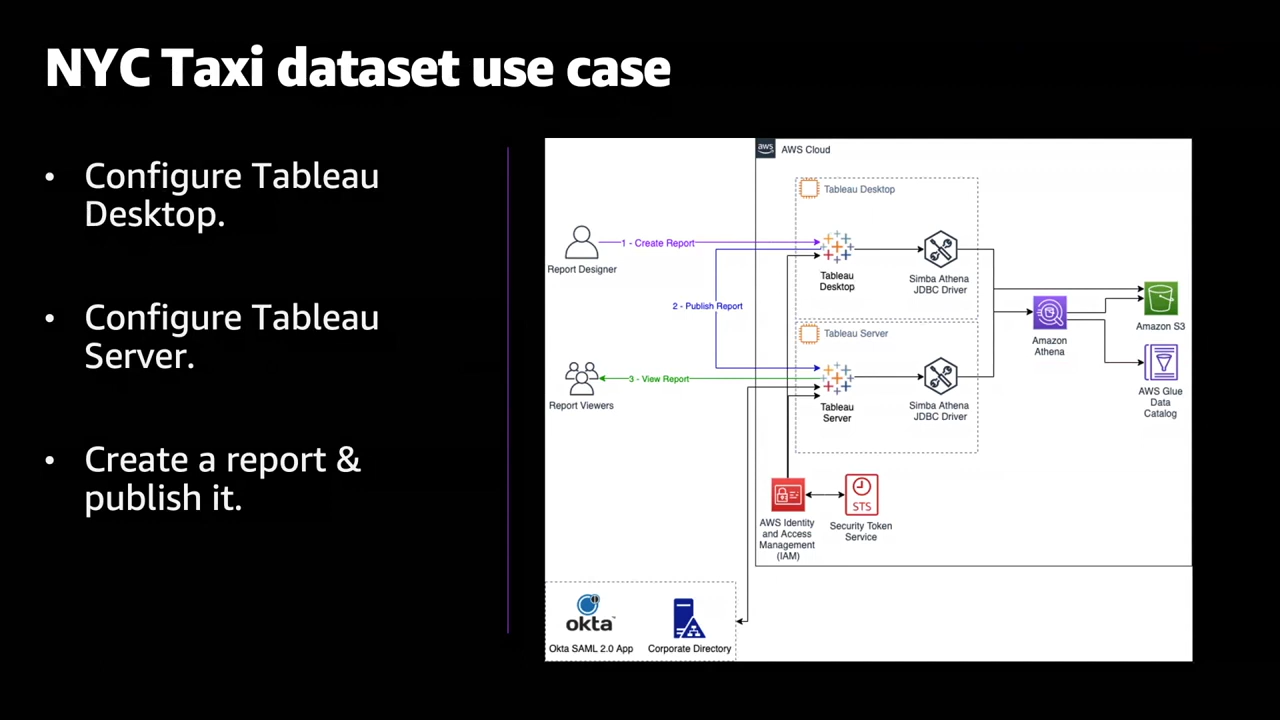 NYC Taxi dataset use case
• Configure Tableau
Desktop.
• Configure Tableau
Server.
• Create a report &
publish it.
aws
AWS Cloud
Tableau Desktop
Report Designer
1 - Create Report
Tableau
Desktop
Simba Athena
JDBC Driver
2 - Publish Report
Tableau Server
Amazon
Athena
Amazon S3
AWS Glue
Data
Catalog
Report Viewers
3 - View Report
Tableau
Server
Simba Athena
JDBC Driver
AWS Identity
and Access
Management
(IAM)
STS
Security Token
Service
okta
Okta SAML 2.0 App
Corporate Directory